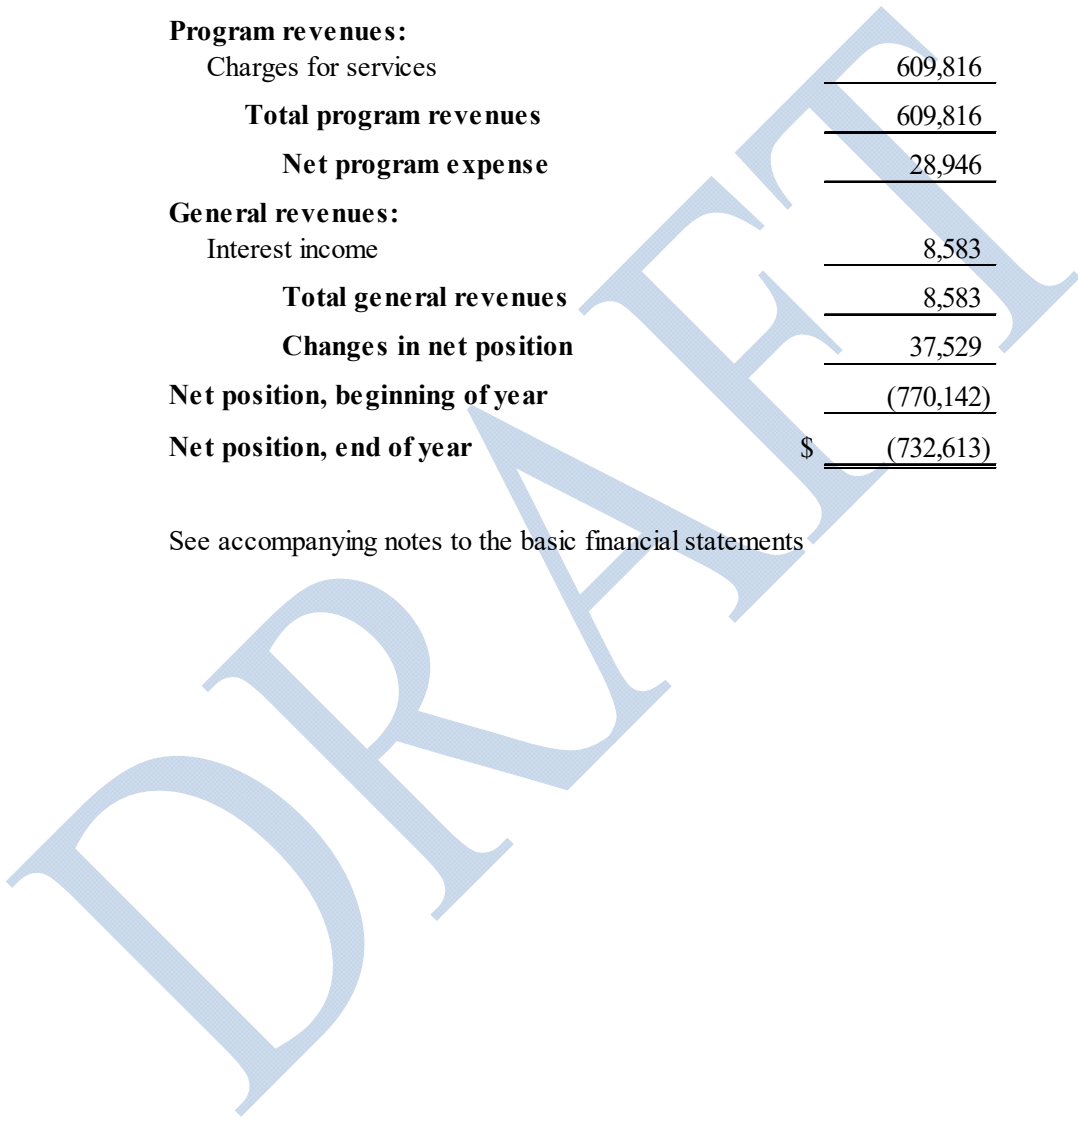 Program revenues:
Charges for services 609,816
Total program revenues 609,816
Net program expense 28,946
General revenues:
Interest income 8,583
Total general revenues 8,583
Changes in net position 37,529
Net position, beginning of year (770,142)
Net position, end of year $ (732,613)
See accompanying notes to the basic financial statements
DRAFT